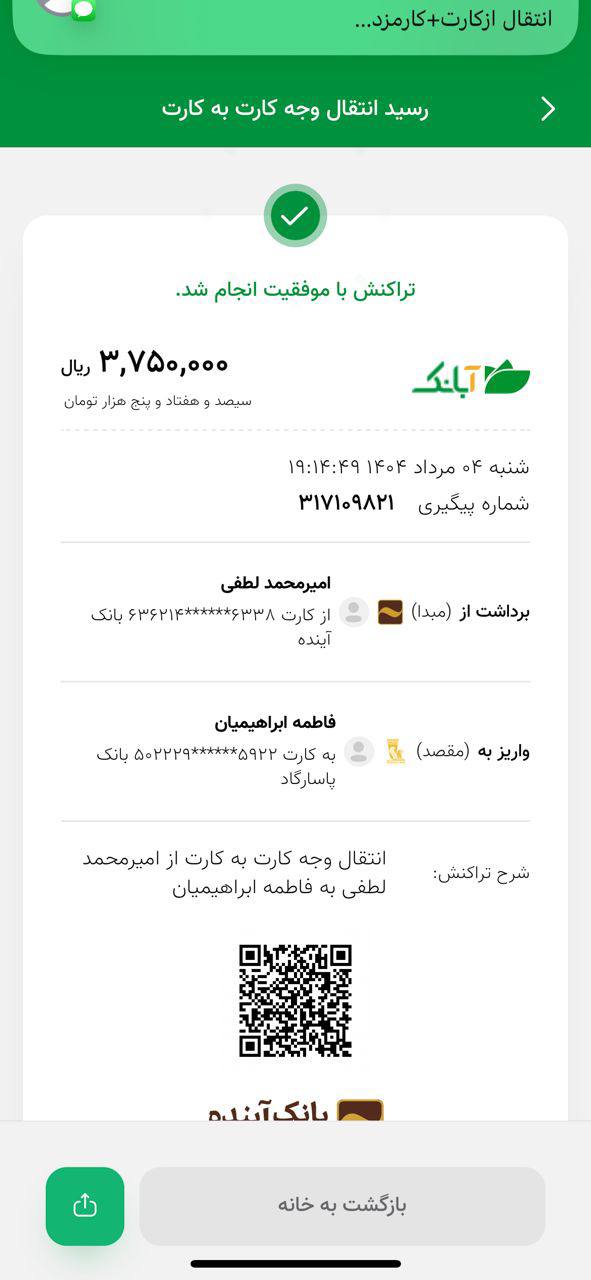 انتقال ازکارت+کارمزد...
رسید انتقال وجه کارت به کارت
تراکنش با موفقیت انجام شد.
آبانک
۳,۷۵۰,۰۰۰ ریال
سیصد و هفتاد و پنج هزار تومان
شنبه ۰۴ مرداد ۱۴۰۴ ۱۹:۱۴:۴۹
شماره پیگیری ۳۱۷۱۰۹۸۲۱
برداشت از (مبدا)
امیرمحمد لطفی
از کارت ۶۳۶۲۱۴******۶۳۳۸ بانک
آینده
واریز به (مقصد)
فاطمه ابراهیمیان
به کارت ۵۰۲۲۲۹******۵۹۲۲ بانک
پاسارگاد
شرح تراکنش:
انتقال وجه کارت به کارت از امیرمحمد
لطفی به فاطمه ابراهیمیان
بانک آینده
بازگشت به خانه